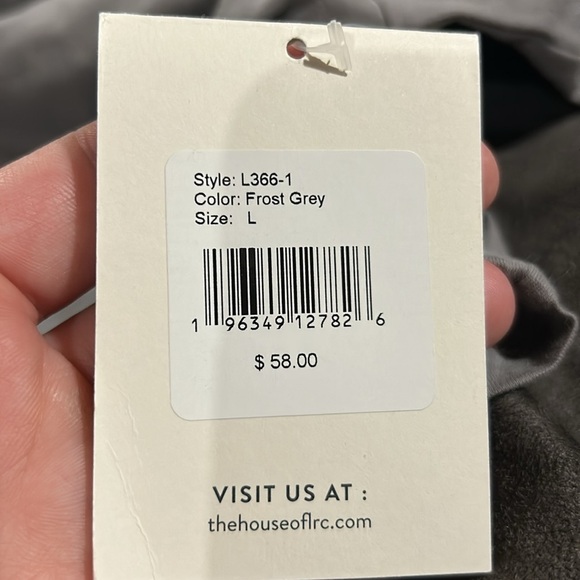 Style: L366-1
Color: Frost Grey
Size: L
1 96349 12782 6
$ 58.00
VISIT US AT :
thehouseoflrc.com